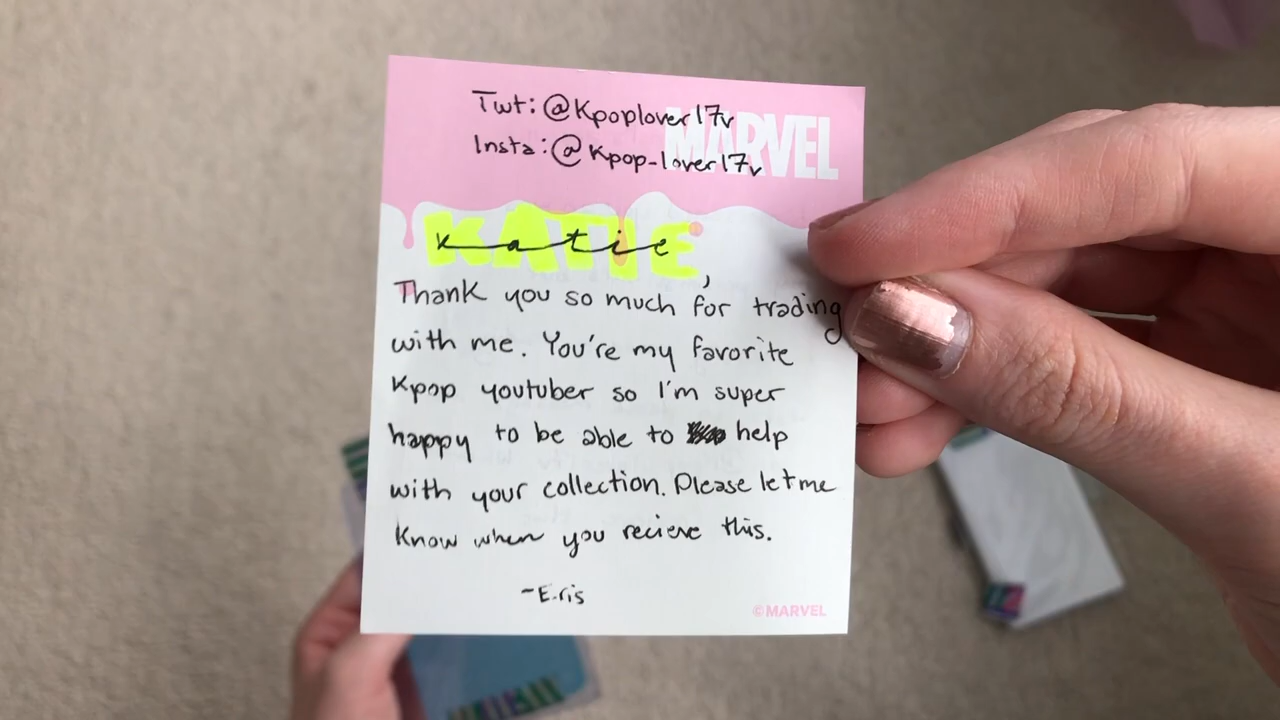 Twt: @Kpoplover17v
MARVEL
Insta: @Kpop-lover17v
KATIE
katie,
Thank you so much for trading
with me. You're my favorite
Kpop youtuber so I'm super
happy to be able to help
with your collection. Please let me
know when you recieve this.
~Eris
©MARVEL